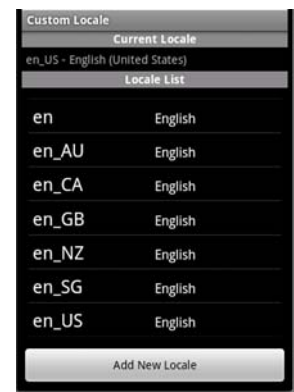 Custom Locale
Current Locale
en_US - English (United States)
Locale List
en English
en_AU English
en_CA English
en_GB English
en_NZ English
en_SG English
en_US English
Add New Locale